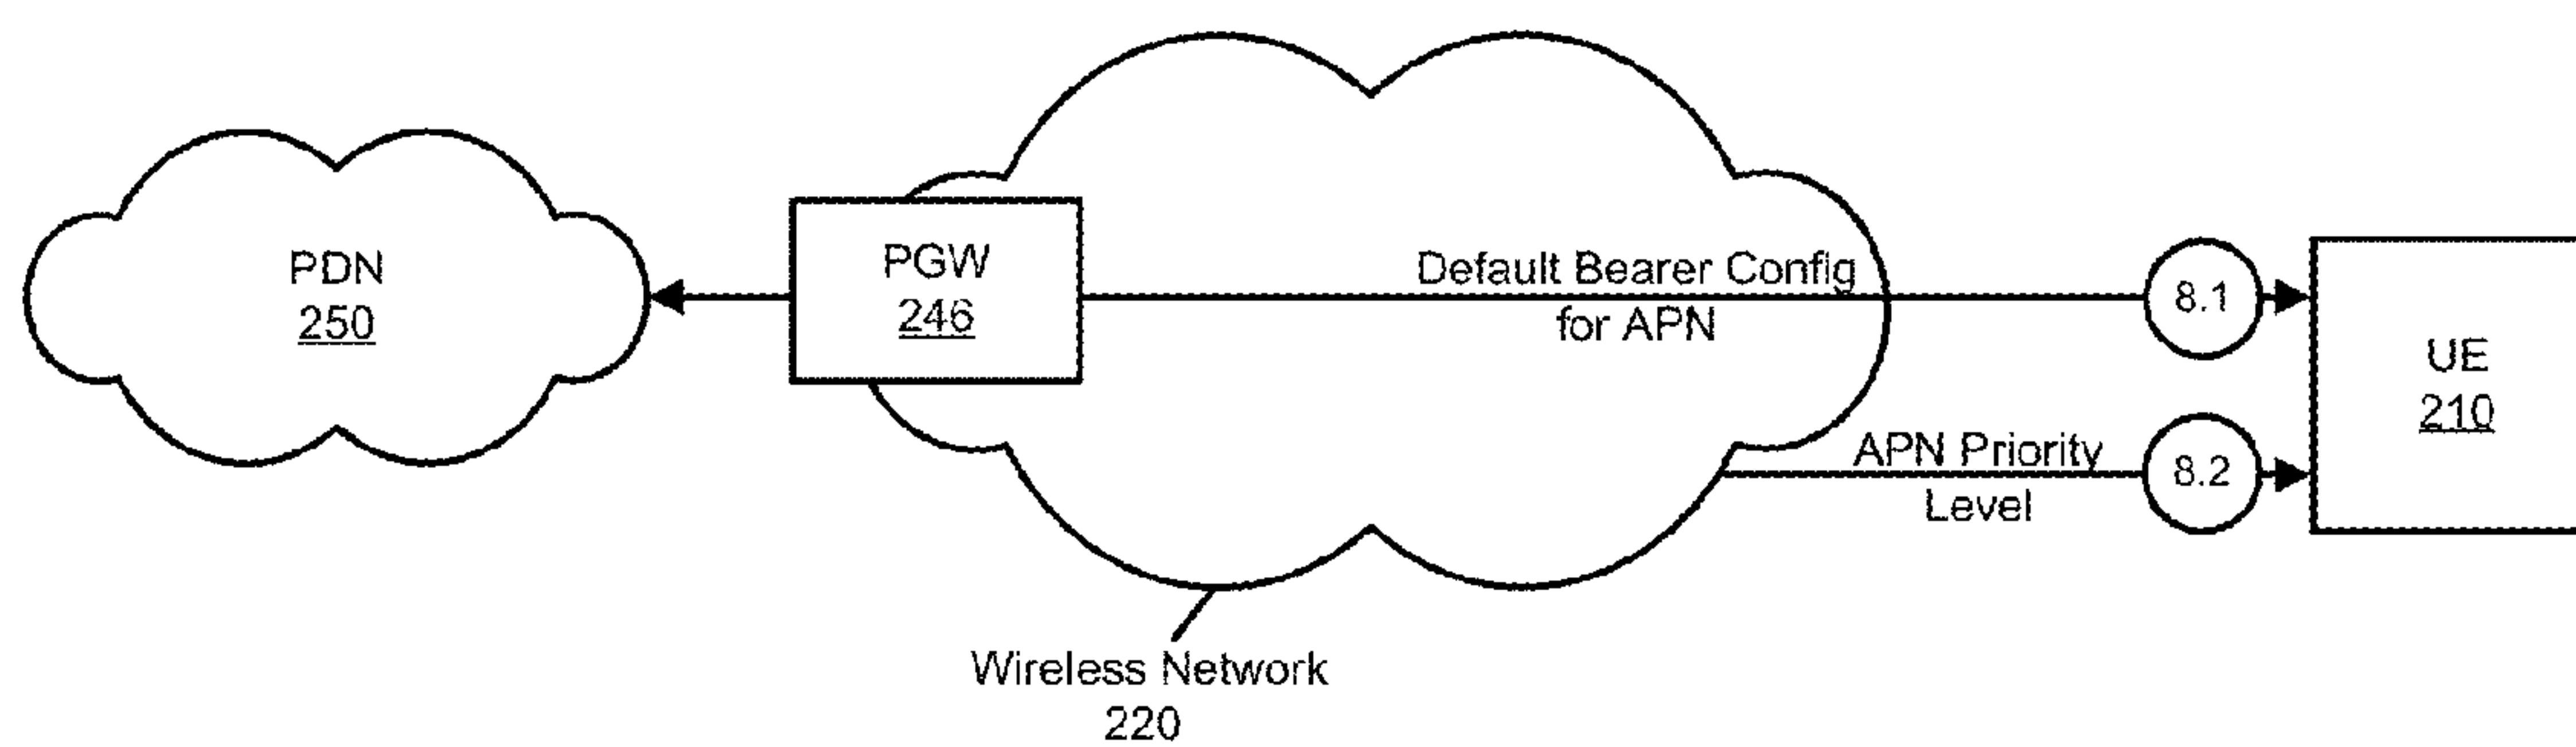 PDN
250
PGW
246
Default Bearer Config
for APN
8.1
UE
210
APN Priority
Level
8.2
Wireless Network
220